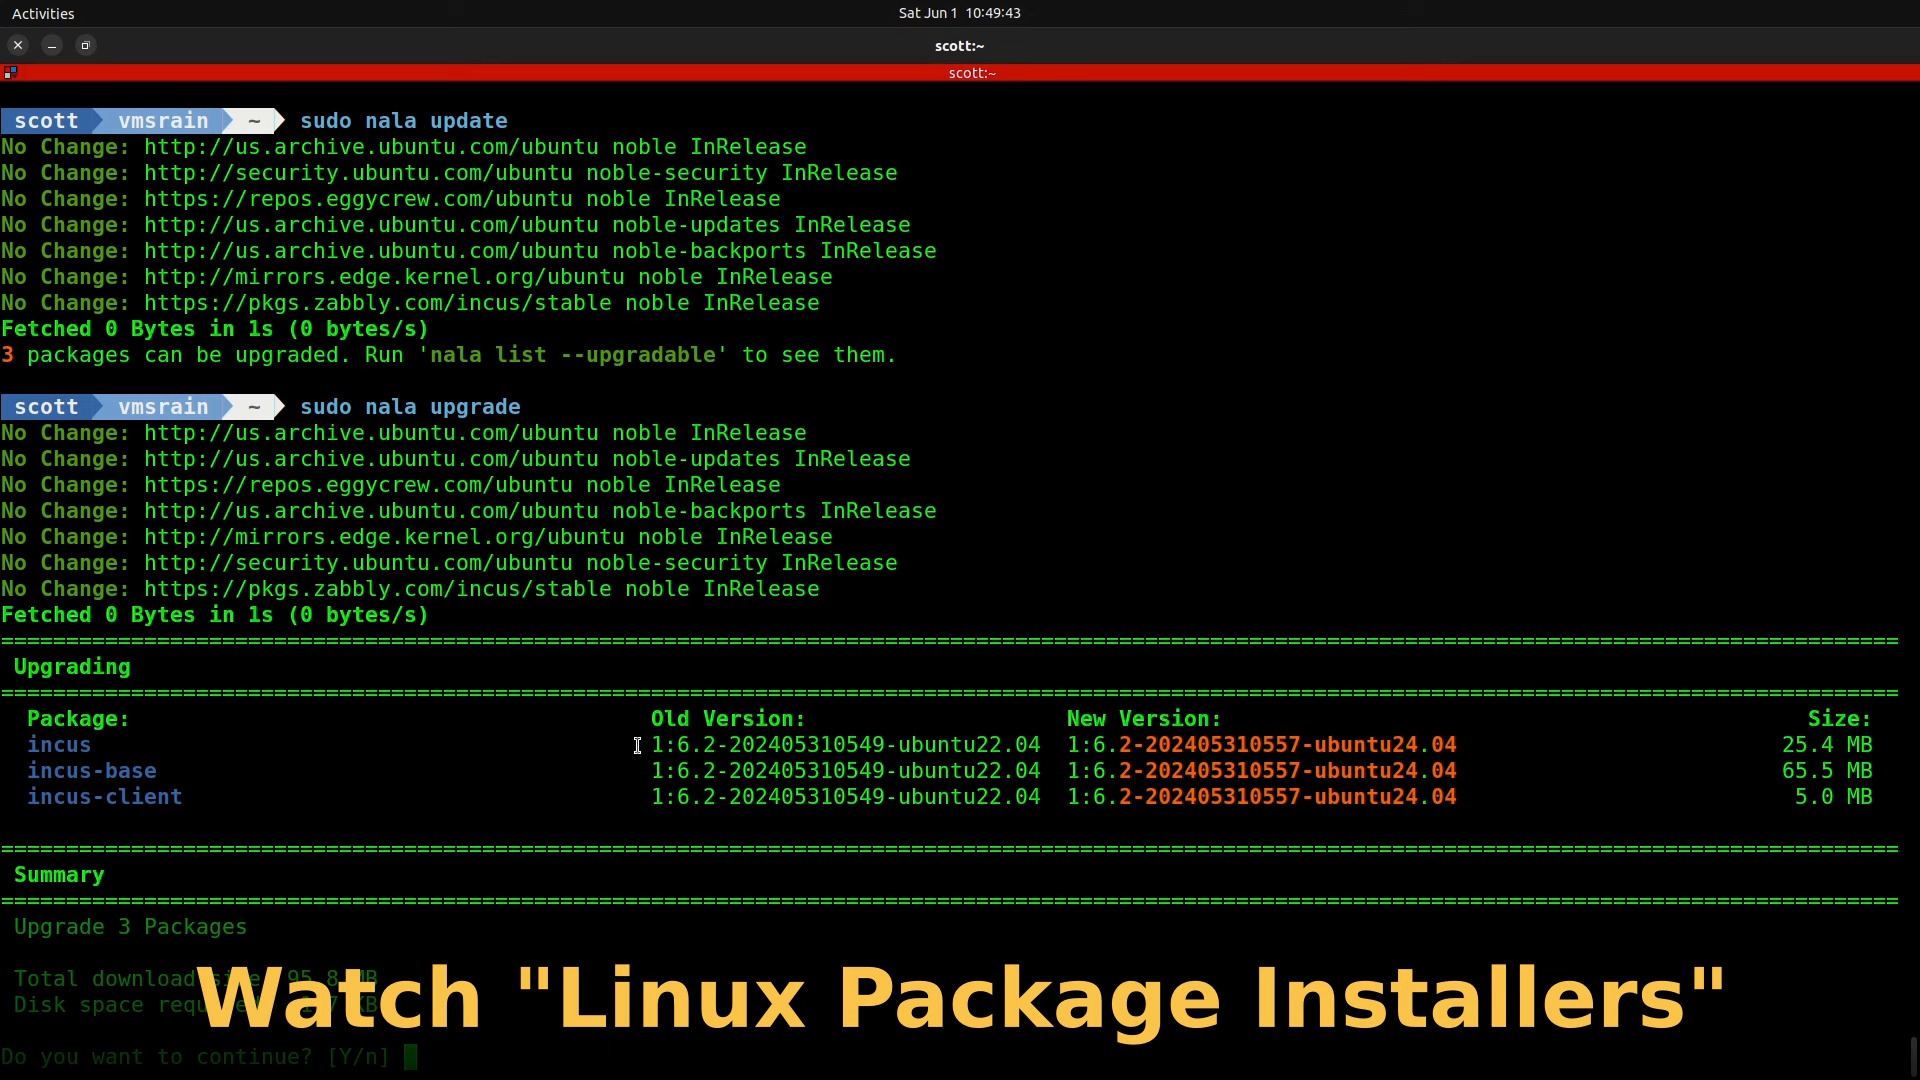 Activities
Sat Jun 1 10:49:43
scott:~
scott:~
scott vmsrain ~ sudo nala update
No Change: http://us.archive.ubuntu.com/ubuntu noble InRelease
No Change: http://security.ubuntu.com/ubuntu noble-security InRelease
No Change: https://repos.eggycrew.com/ubuntu noble InRelease
No Change: http://us.archive.ubuntu.com/ubuntu noble-updates InRelease
No Change: http://us.archive.ubuntu.com/ubuntu noble-backports InRelease
No Change: http://mirrors.edge.kernel.org/ubuntu noble InRelease
No Change: https://pkgs.zabbly.com/incus/stable noble InRelease
Fetched 0 Bytes in 1s (0 bytes/s)
3 packages can be upgraded. Run 'nala list --upgradable' to see them.
scott vmsrain ~ sudo nala upgrade
No Change: http://us.archive.ubuntu.com/ubuntu noble InRelease
No Change: http://us.archive.ubuntu.com/ubuntu noble-updates InRelease
No Change: https://repos.eggycrew.com/ubuntu noble InRelease
No Change: http://us.archive.ubuntu.com/ubuntu noble-backports InRelease
No Change: http://mirrors.edge.kernel.org/ubuntu noble InRelease
No Change: http://security.ubuntu.com/ubuntu noble-security InRelease
No Change: https://pkgs.zabbly.com/incus/stable noble InRelease
Fetched 0 Bytes in 1s (0 bytes/s)
Upgrading
Package: Old Version: New Version: Size:
incus 1:6.2-202405310549-ubuntu22.04 1:6.2-202405310557-ubuntu24.04 25.4 MB
incus-base 1:6.2-202405310549-ubuntu22.04 1:6.2-202405310557-ubuntu24.04 65.5 MB
incus-client 1:6.2-202405310549-ubuntu22.04 1:6.2-202405310557-ubuntu24.04 5.0 MB
Summary
Upgrade 3 Packages
Total download size 95.8 MB
Disk space required
Watch "Linux Package Installers"
Do you want to continue? [Y/n]